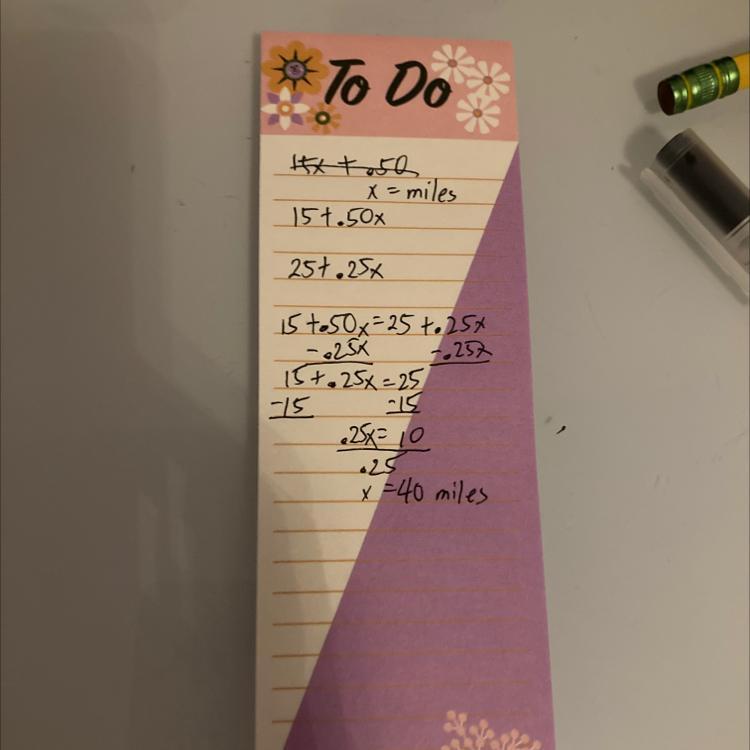 To Do
15x + .50
x = miles
15 + .50x
25 + .25x
15 + .50x = 25 + .25x
- .25x - .25x
15 + .25x = 25
-15 -15
.25x = 10
.25
x = 40 miles